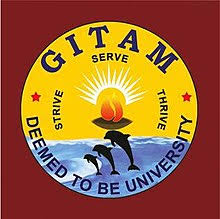 GITAM
SERVE
STRIVE
THRIVE
DEEMED TO BE UNIVERSITY